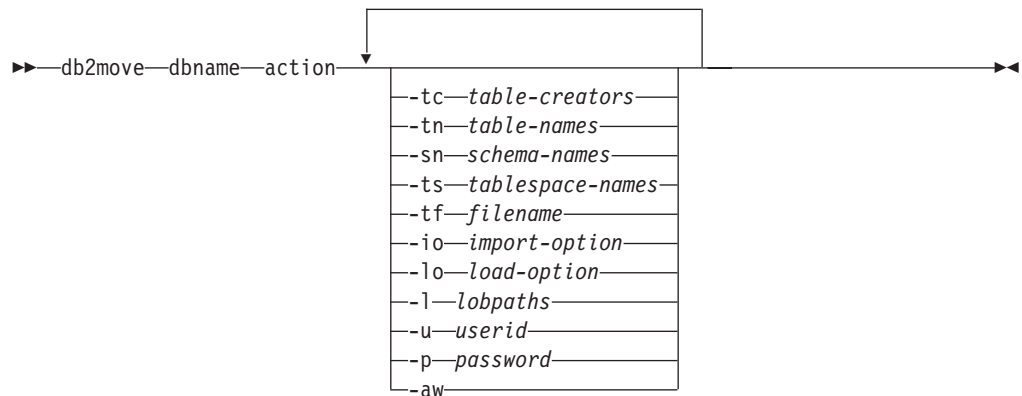 db2move dbname action
-tc table-creators
-tn table-names
-sn schema-names
-ts tablespace-names
-tf filename
-io import-option
-lo load-option
-l lobpaths
-u userid
-p password
-aw